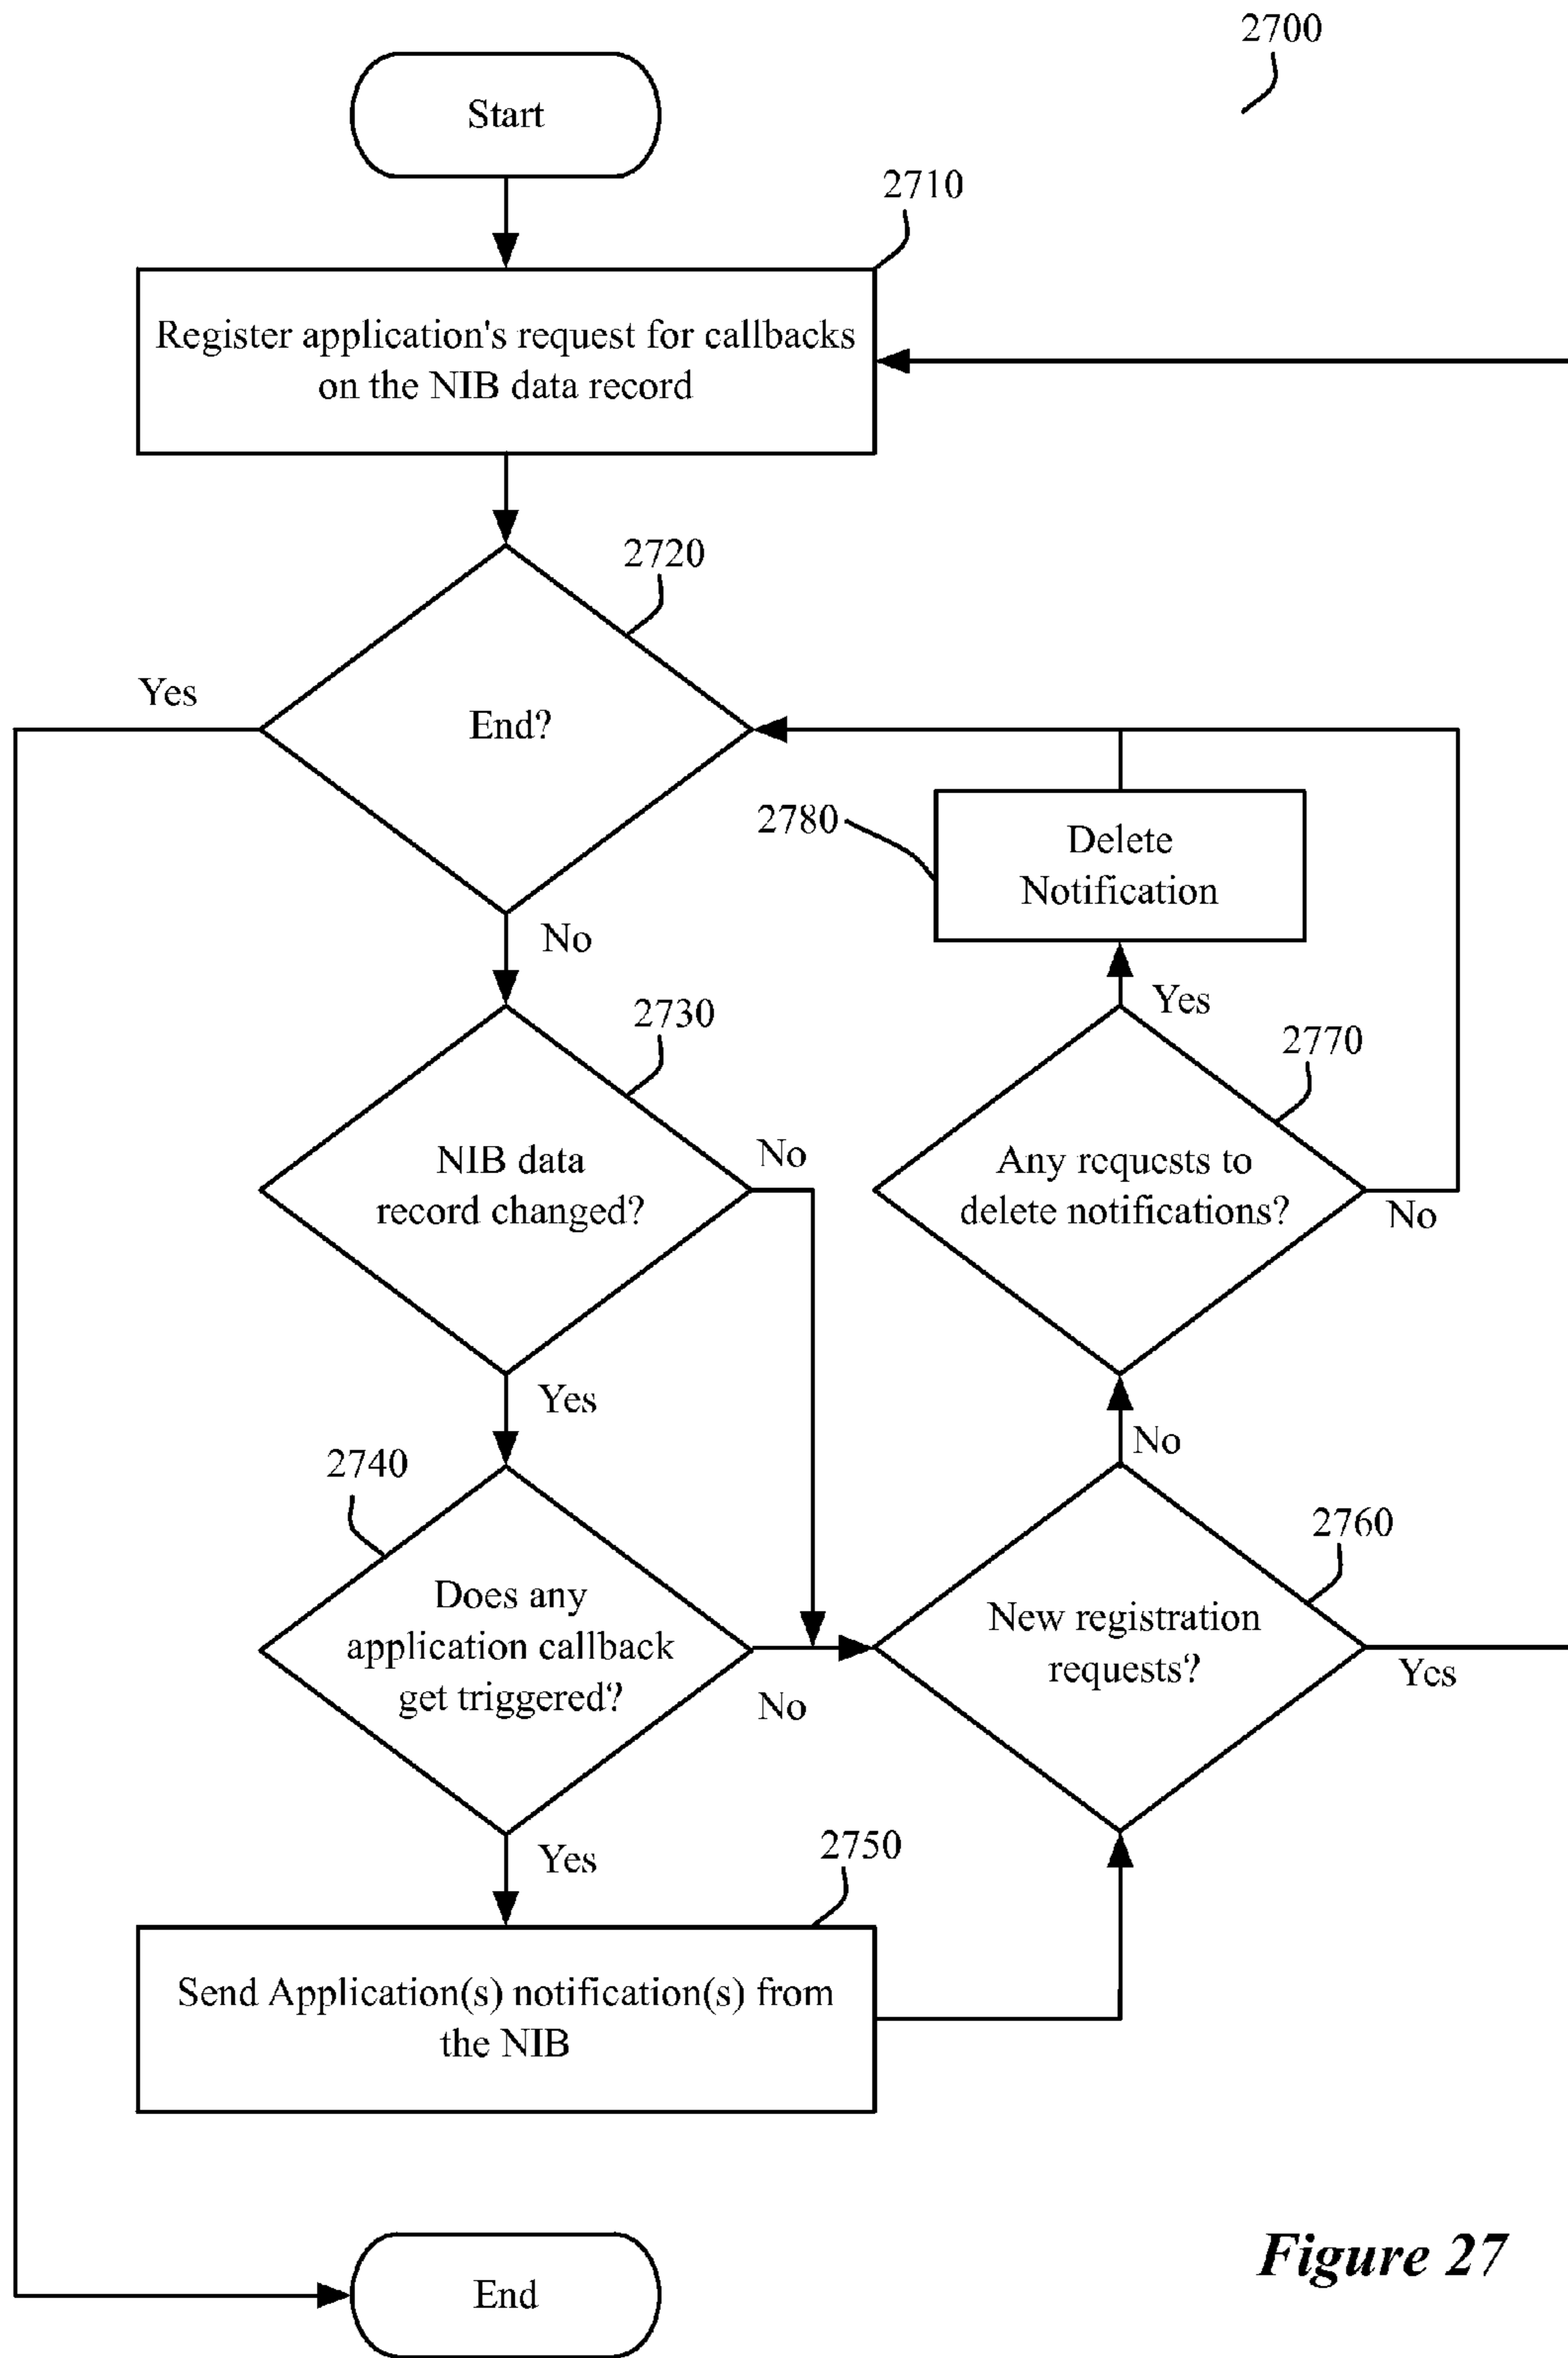 2700
Start
2710
Register application's request for callbacks
on the NIB data record
2720
Yes
End?
2780
Delete
Notification
No
2730
Yes
2770
NIB data
record changed?
No
Any requests to
delete notifications?
No
Yes
2740
No
2760
Does any
application callback
get triggered?
No
New registration
requests?
Yes
Yes
2750
Send Application(s) notification(s) from
the NIB
End
Figure 27